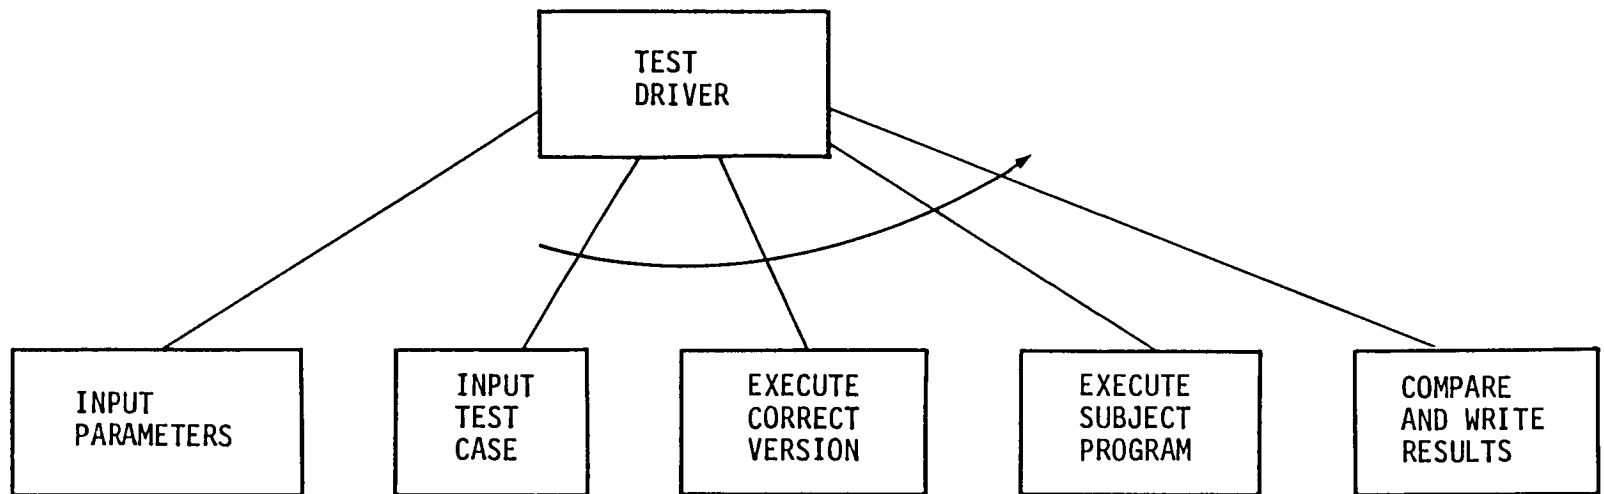 TEST
DRIVER
INPUT
PARAMETERS
INPUT
TEST
CASE
EXECUTE
CORRECT
VERSION
EXECUTE
SUBJECT
PROGRAM
COMPARE
AND WRITE
RESULTS